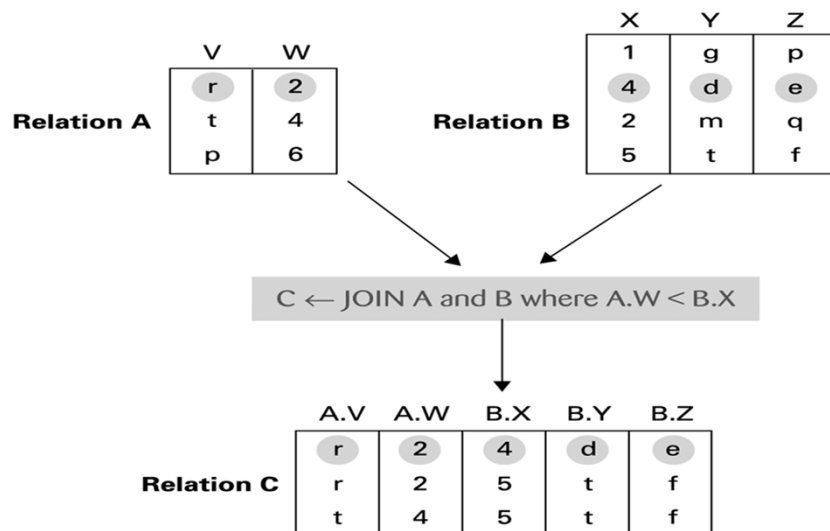 V W
r 2
Relation A t 4
p 6
X Y Z
1 g p
4 d e
Relation B 2 m q
5 t f
C ← JOIN A and B where A.W < B.X
A.V A.W B.X B.Y B.Z
r 2 4 d e
Relation C r 2 5 t f
t 4 5 t f